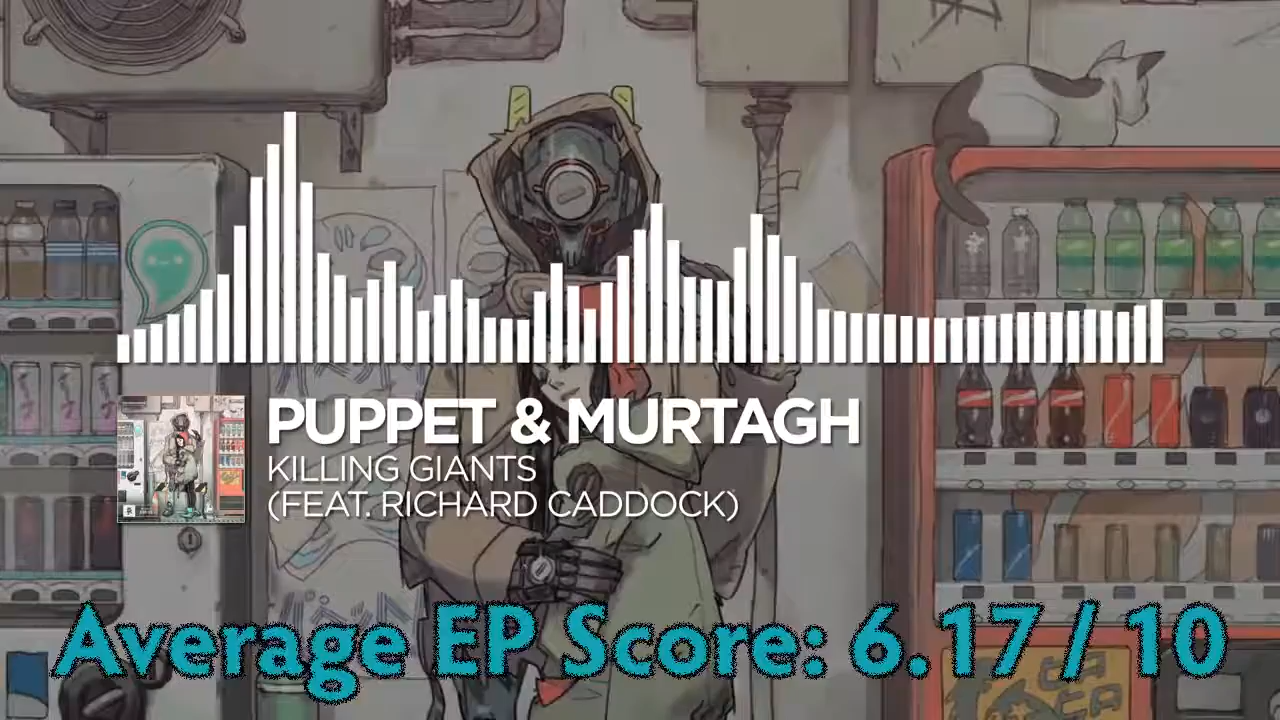 PUPPET & MURTAGH
KILLING GIANTS
(FEAT. RICHARD CADDOCK)
Average EP Score: 6.17 / 10